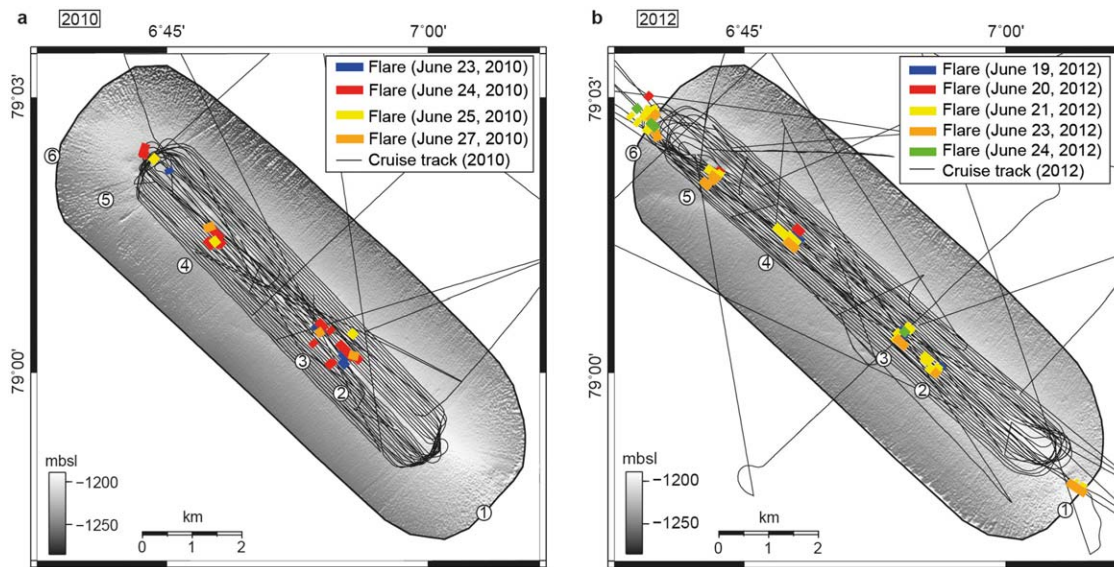 a
2010
6˚45'
7˚00'
79˚03'
79˚00'
Flare (June 23, 2010)
Flare (June 24, 2010)
Flare (June 25, 2010)
Flare (June 27, 2010)
Cruise track (2010)
6
5
4
3
2
1
mbsl
−1200
−1250
km
0 1 2
b
2012
6˚45'
7˚00'
79˚03'
79˚00'
Flare (June 19, 2012)
Flare (June 20, 2012)
Flare (June 21, 2012)
Flare (June 23, 2012)
Flare (June 24, 2012)
Cruise track (2012)
6
5
4
3
2
1
mbsl
−1200
−1250
km
0 1 2